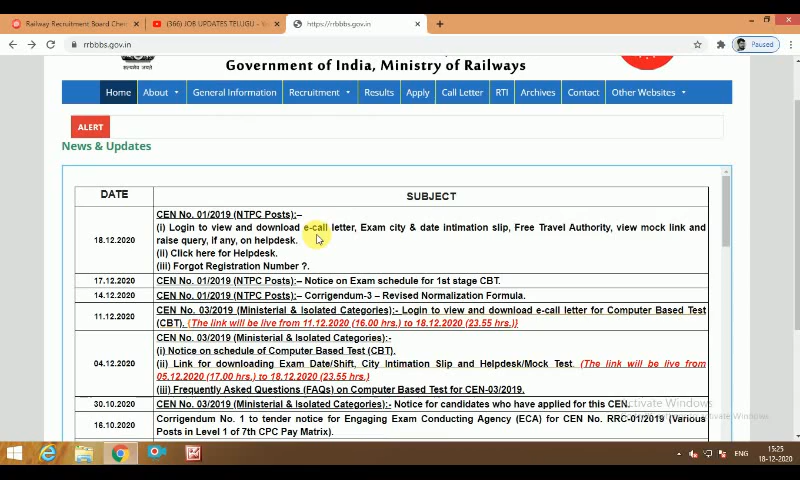 Railway Recruitment Board Chenn
(366) JOB UPDATES TELUGU -
https://rrbbbs.gov.in
rrbbbs.gov.in
Paused
सत्यमेव जयते
Government of India, Ministry of Railways
Home About General Information Recruitment Results Apply Call Letter RTI Archives Contact Other Websites
ALERT
News & Updates
DATE SUBJECT
CEN No. 01/2019 (NTPC Posts):–
(i) Login to view and download e-call letter, Exam city & date intimation slip, Free Travel Authority, view mock link and
18.12.2020 raise query, if any, on helpdesk.
(ii) Click here for Helpdesk.
(iii) Forgot Registration Number ?.
17.12.2020 CEN No. 01/2019 (NTPC Posts):– Notice on Exam schedule for 1st stage CBT.
14.12.2020 CEN No. 01/2019 (NTPC Posts):– Corrigendum-3 – Revised Normalization Formula.
11.12.2020 CEN No. 03/2019 (Ministerial & Isolated Categories):- Login to view and download e-call letter for Computer Based Test
(CBT). (The link will be live from 11.12.2020 (16.00 hrs.) to 18.12.2020 (23.55 hrs.)}
CEN No. 03/2019 (Ministerial & Isolated Categories):-
(i) Notice on schedule of Computer Based Test (CBT).
04.12.2020 (ii) Link for downloading Exam Date/Shift, City Intimation Slip and Helpdesk/Mock Test. (The link will be live from
05.12.2020 (17.00 hrs.) to 18.12.2020 (23.55 hrs.)
(iii) Frequently Asked Questions (FAQs) on Computer Based Test for CEN-03/2019.
30.10.2020 CEN No. 03/2019 (Ministerial & Isolated Categories):- Notice for candidates who have applied for this CEN.
Activate Windows
16.10.2020 Corrigendum No. 1 to tender notice for Engaging Exam Conducting Agency (ECA) for CEN No. RRC-01/2019 (Various
Posts in Level 1 of 7th CPC Pay Matrix).
15:25
18-12-2020